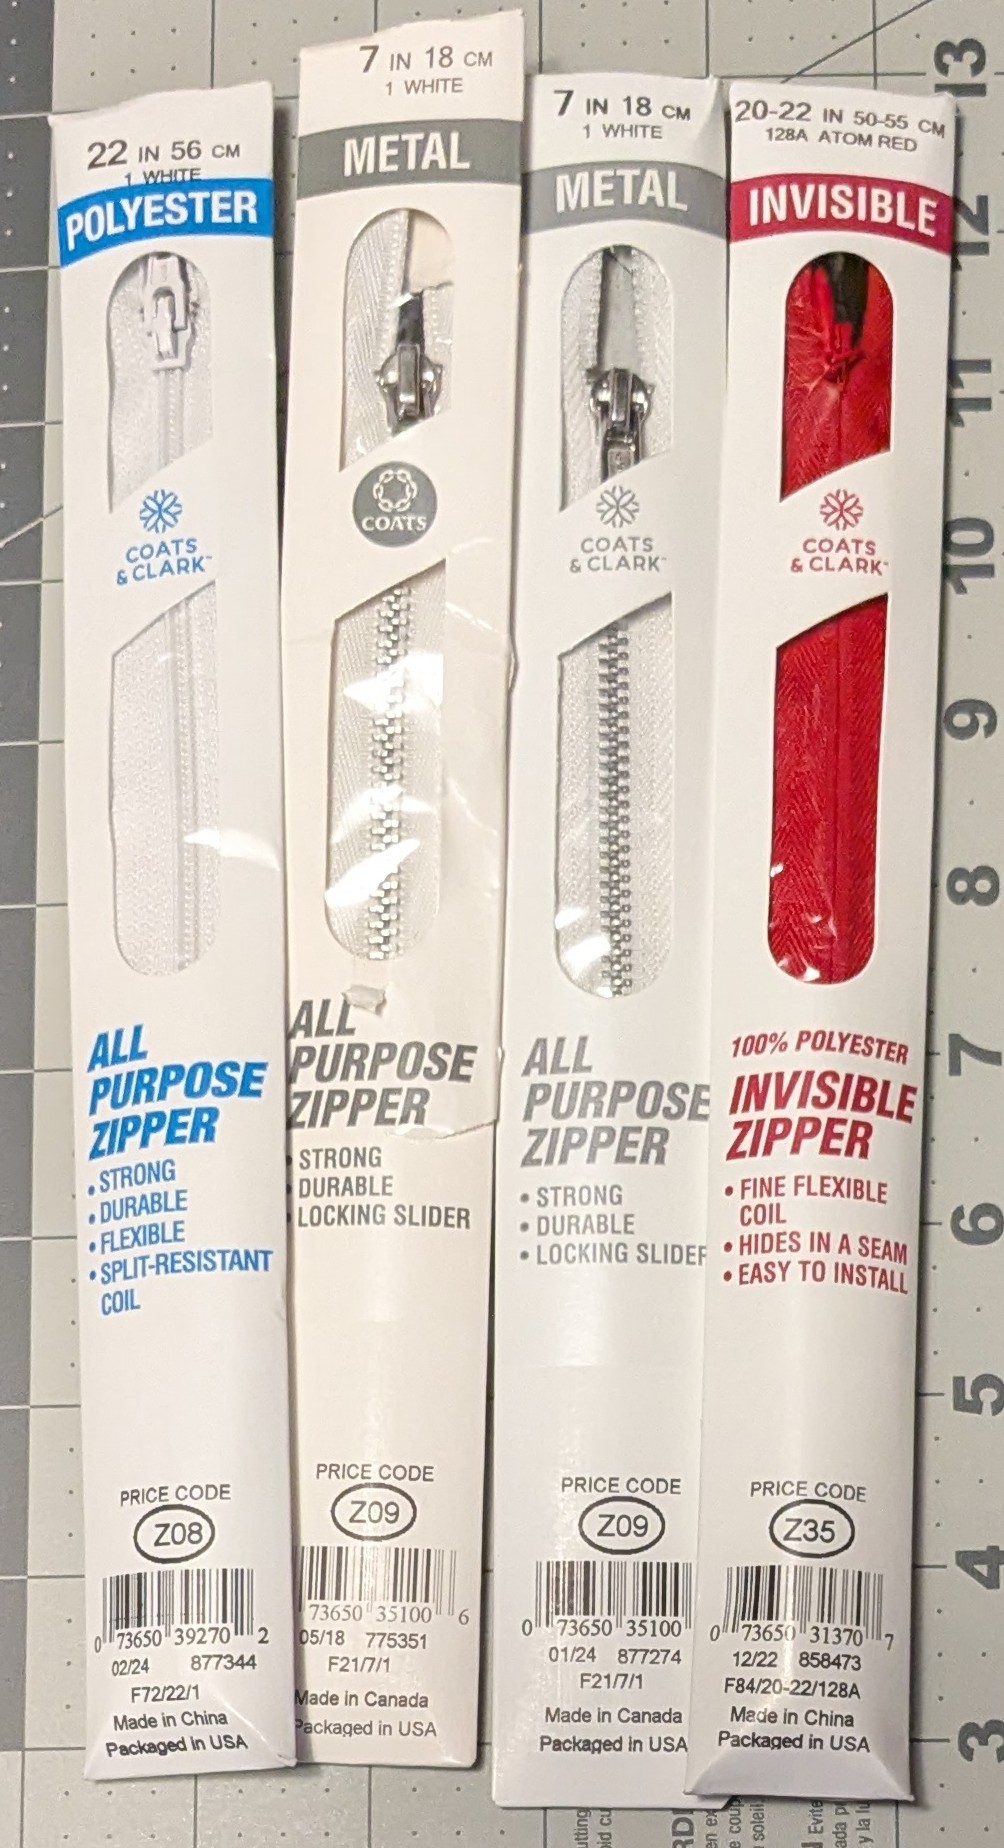 22 IN 56 CM
1 WHITE
POLYESTER
COATS
& CLARK™
ALL
PURPOSE
ZIPPER
• STRONG
• DURABLE
• FLEXIBLE
• SPLIT-RESISTANT
COIL
PRICE CODE
Z08
0 73650 39270 2
02/24 877344
F72/22/1
Made in China
Packaged in USA
7 IN 18 CM
1 WHITE
METAL
COATS
ALL
PURPOSE
ZIPPER
• STRONG
• DURABLE
• LOCKING SLIDER
PRICE CODE
Z09
73650 35100 6
05/18 775351
F21/7/1
Made in Canada
Packaged in USA
7 IN 18 CM
1 WHITE
METAL
COATS
& CLARK™
ALL
PURPOSE
ZIPPER
• STRONG
• DURABLE
• LOCKING SLIDER
PRICE CODE
Z09
0 73650 35100
01/24 877274
F21/7/1
Made in Canada
Packaged in USA
20-22 IN 50-55 CM
128A ATOM RED
INVISIBLE
COATS
& CLARK™
100% POLYESTER
INVISIBLE
ZIPPER
• FINE FLEXIBLE
COIL
• HIDES IN A SEAM
• EASY TO INSTALL
PRICE CODE
Z35
0 73650 31370 7
12/22 858473
F84/20-22/128A
Made in China
Packaged in USA
13
12
11
10
9
8
7
6
5
4
3